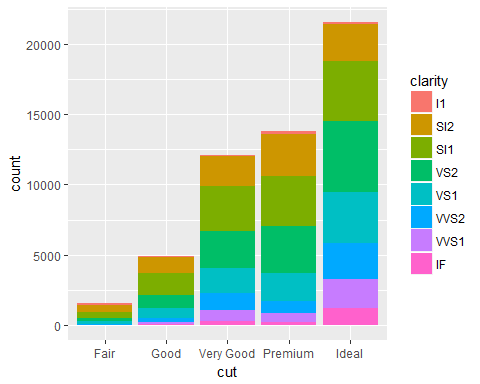 count
20000
15000
10000
5000
0
Fair
Good
Very Good
Premium
Ideal
cut
clarity
I1
SI2
SI1
VS2
VS1
VVS2
VVS1
IF